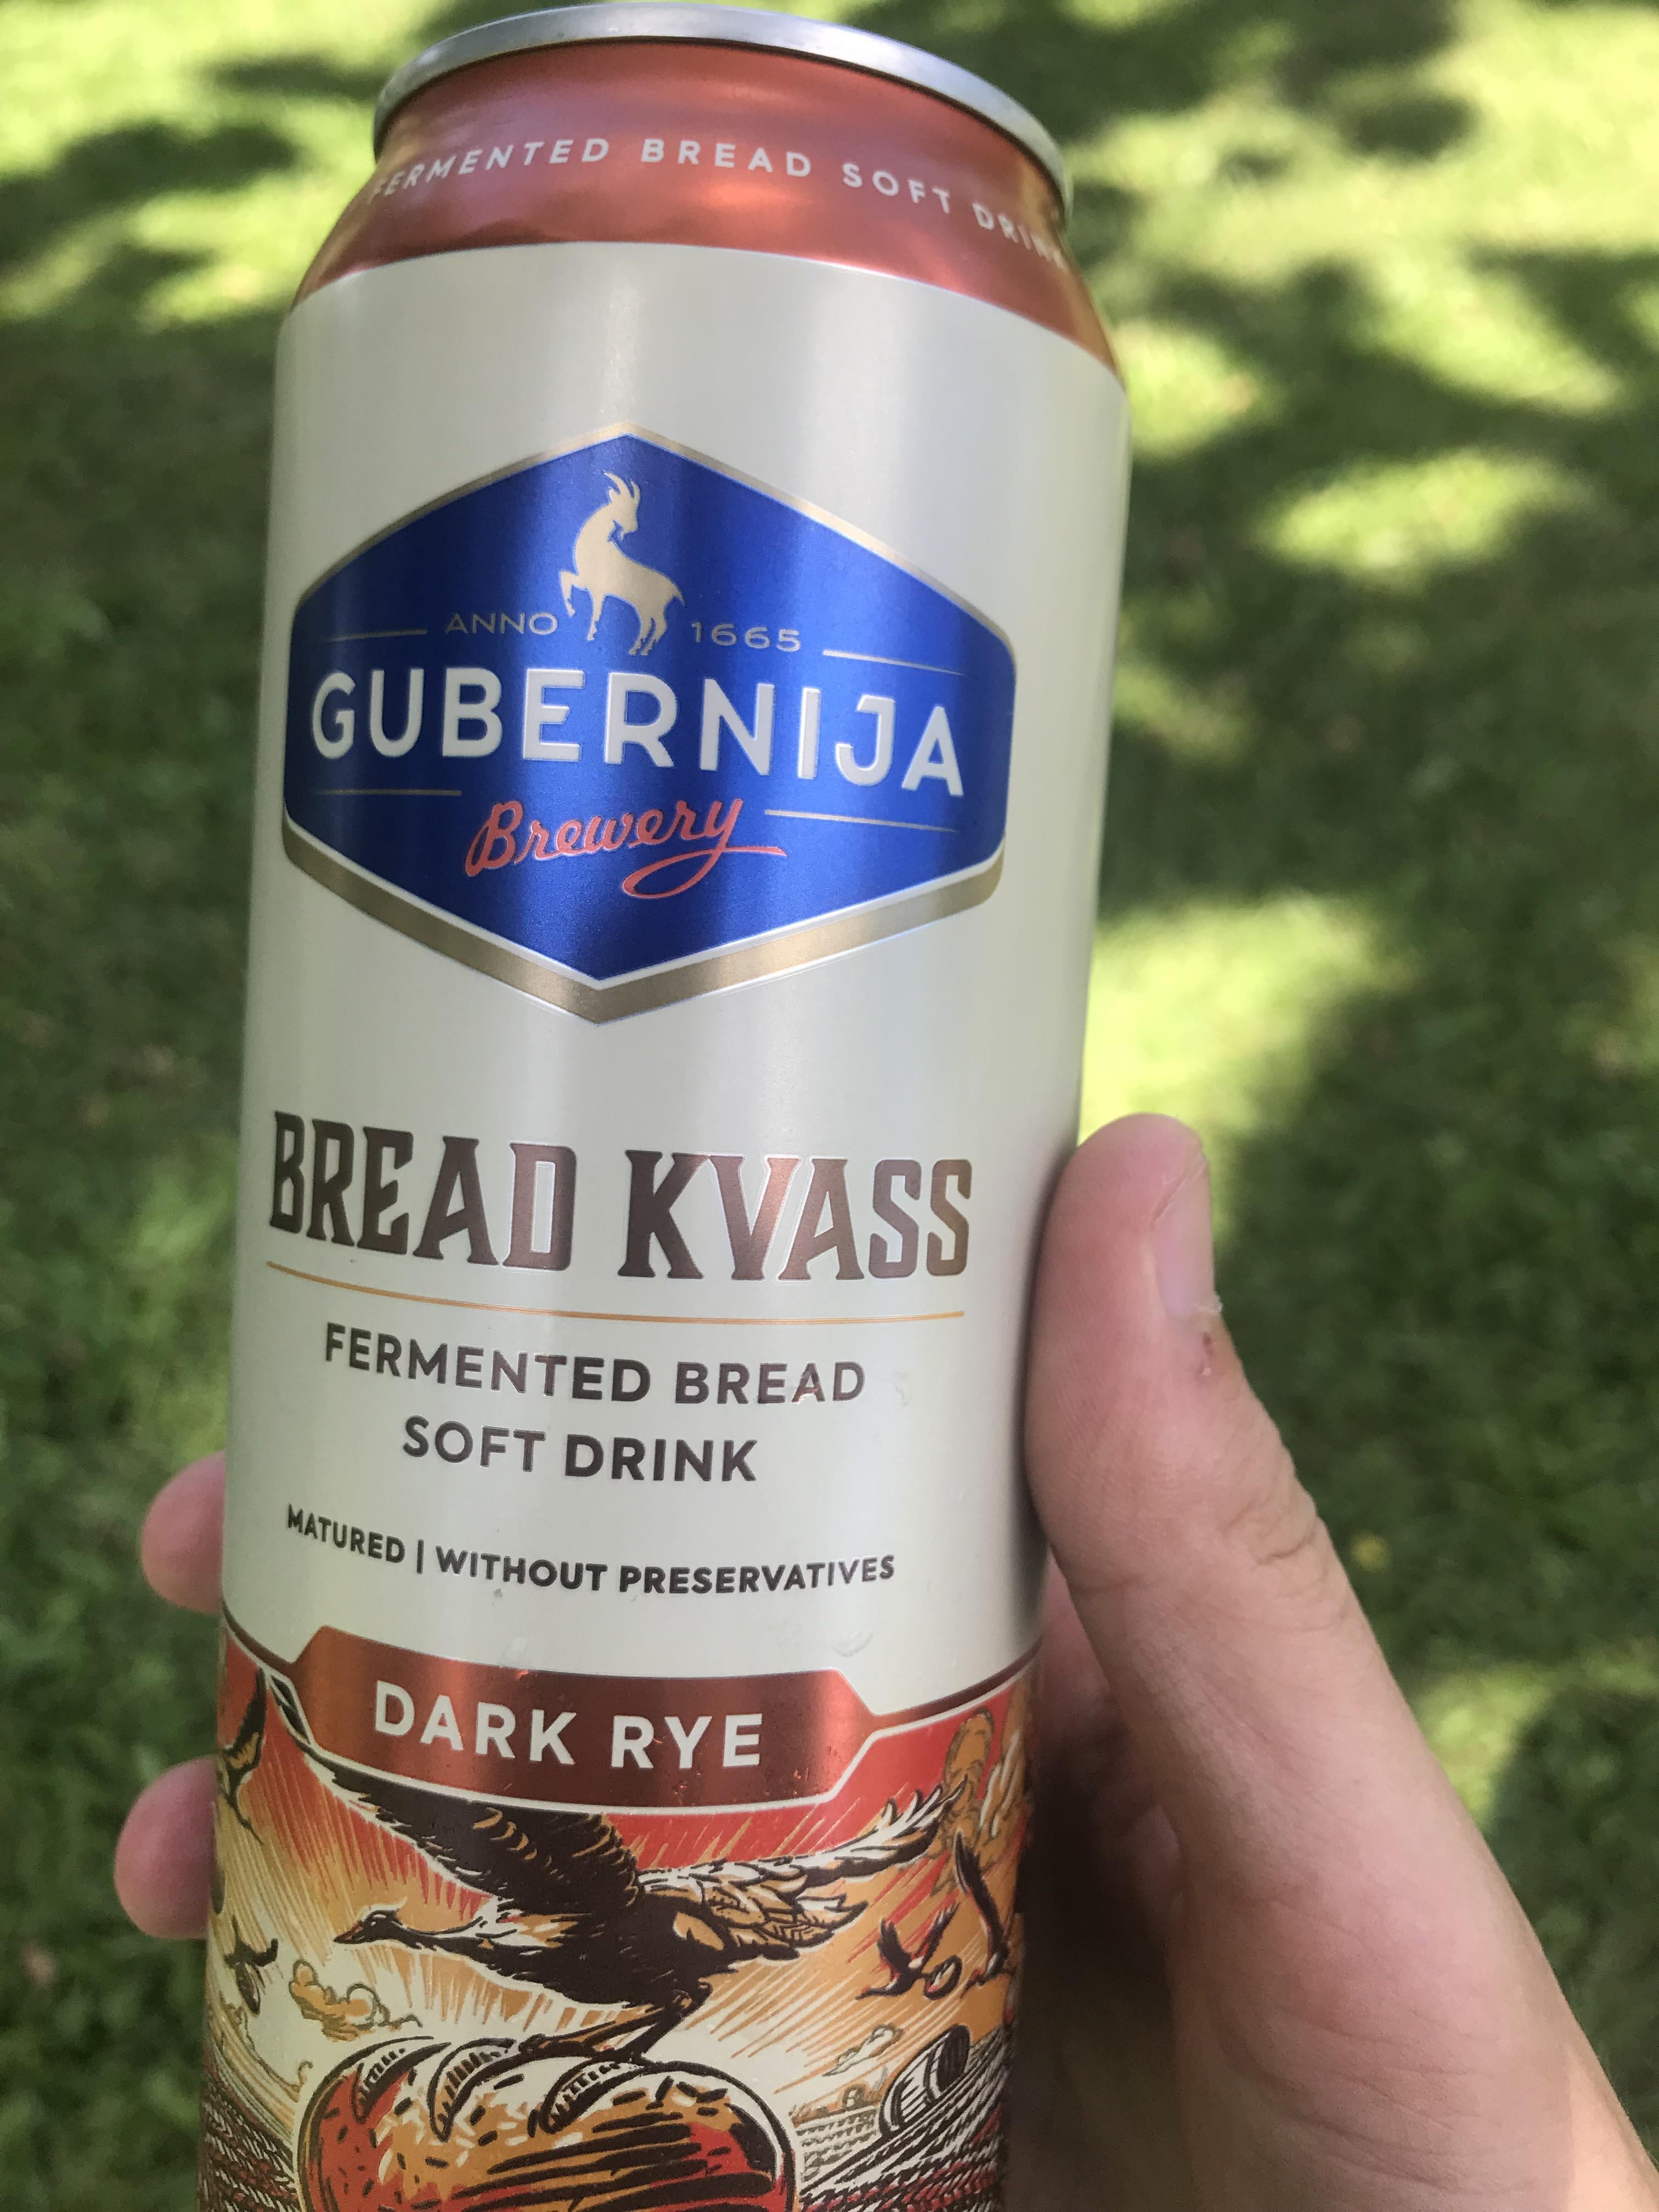 FERMENTED BREAD SOFT DRINK
ANNO 1665
GUBERNIJA
Brewery
BREAD KVASS
FERMENTED BREAD
SOFT DRINK
MATURED | WITHOUT PRESERVATIVES
DARK RYE